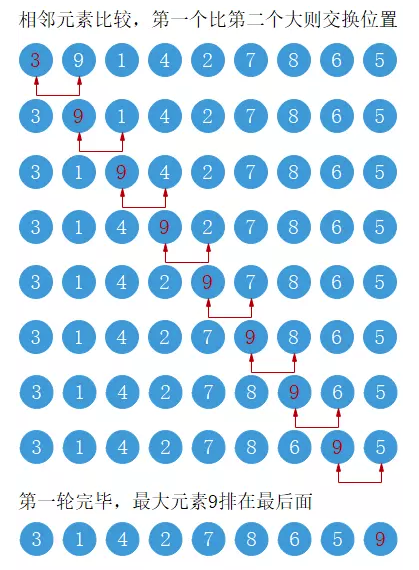 相邻元素比较，第一个比第二个大则交换位置
3 9 1 4 2 7 8 6 5
3 9 1 4 2 7 8 6 5
3 1 9 4 2 7 8 6 5
3 1 4 9 2 7 8 6 5
3 1 4 2 9 7 8 6 5
3 1 4 2 7 9 8 6 5
3 1 4 2 7 8 9 6 5
3 1 4 2 7 8 6 9 5
第一轮完毕，最大元素9排在最后面
3 1 4 2 7 8 6 5 9